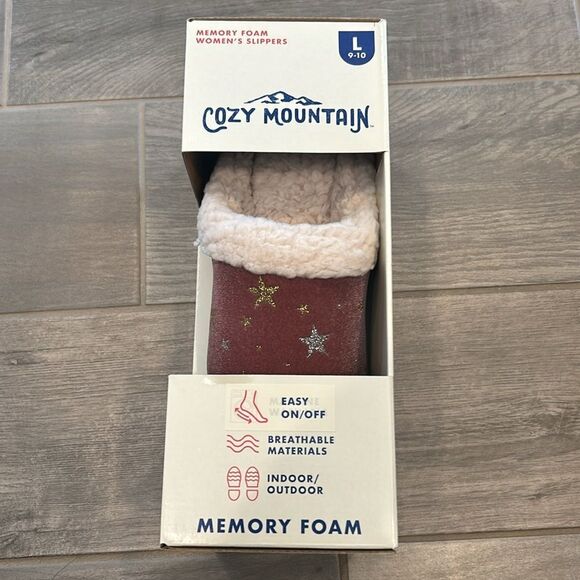 MEMORY FOAM
WOMEN'S SLIPPERS
L
9-10
COZY MOUNTAIN
EASY
ON/OFF
BREATHABLE
MATERIALS
INDOOR/
OUTDOOR
MEMORY FOAM